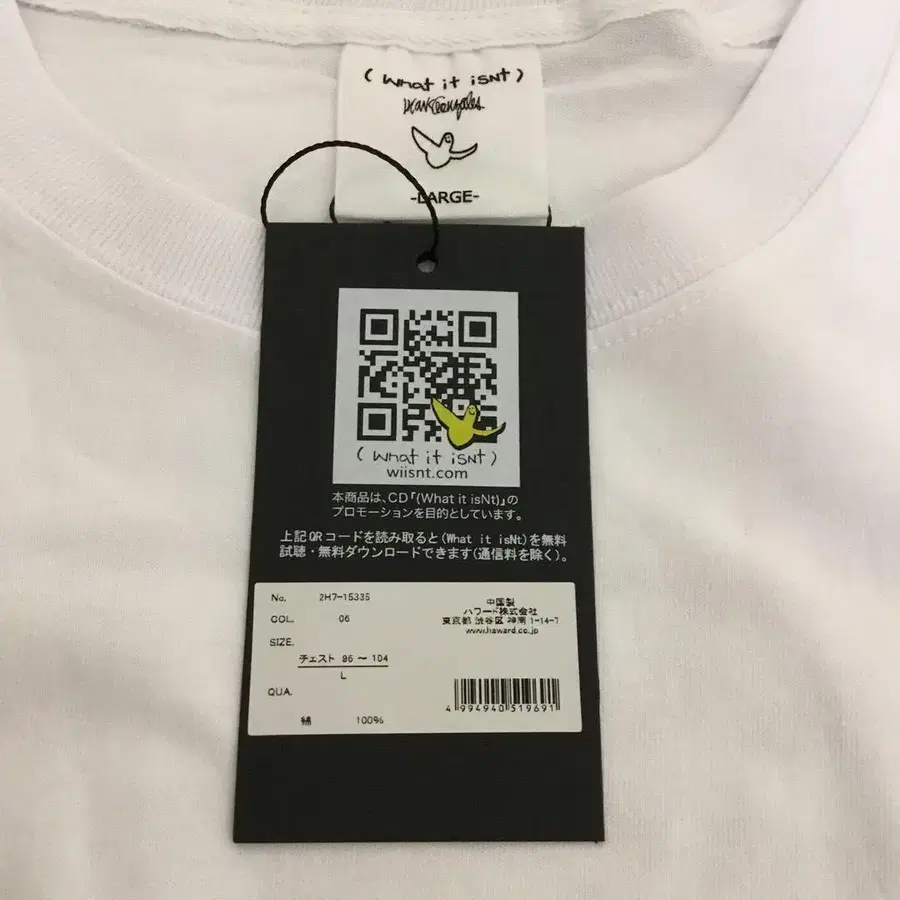 (What it isNt)
-LARGE-
(What it isNt)
wiisnt.com
本商品は、CD「(What it isNt)」の
プロモーションを目的としています。
上記QRコードを読み取ると(What it isNt)を無料
試聴・無料ダウンロードできます(通信料を除く)。
No. 2H7-15335
COL. 06
SIZE.
チェスト 96 〜 104
L
QUA.
綿 100%
中国製
ハワード株式会社
東京都 渋谷区 神南 1-14-7
www.haward.co.jp
4 994940 519691